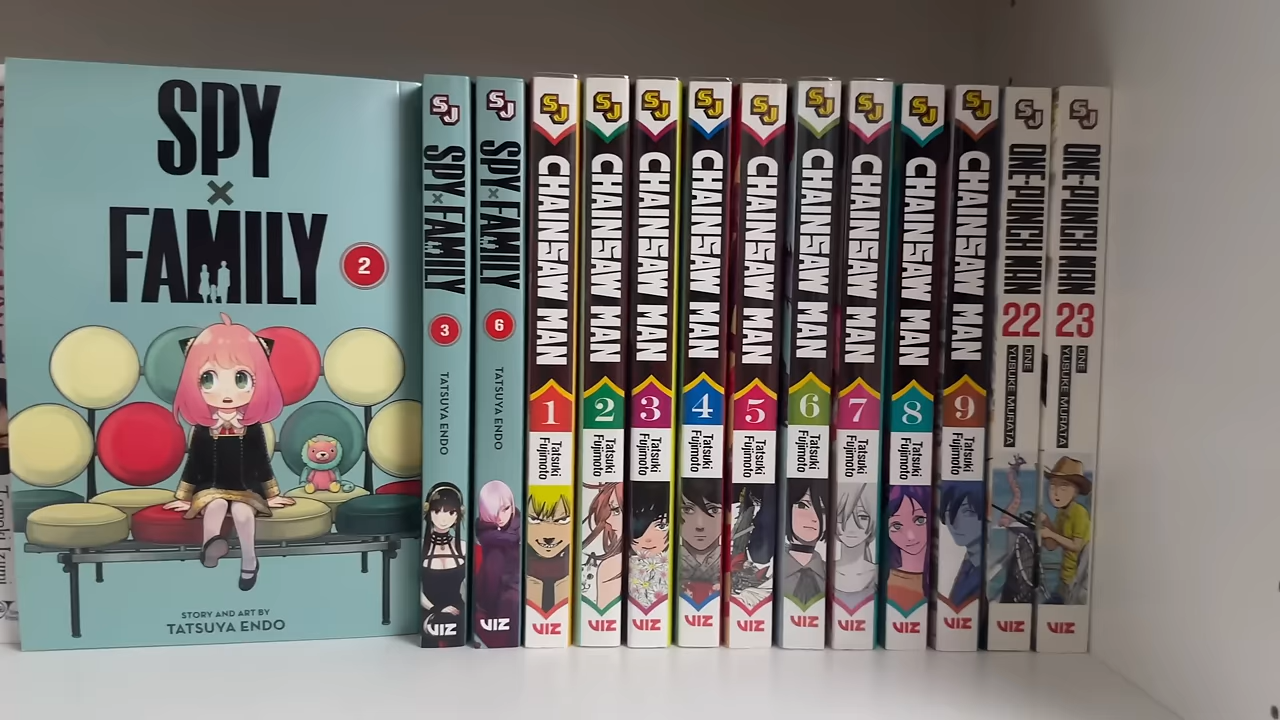 SPY
×
FAMILY
2
STORY AND ART BY
TATSUYA ENDO
SJ
SPY×FAMILY
3
TATSUYA ENDO
VIZ
SJ
SPY×FAMILY
6
TATSUYA ENDO
VIZ
SJ
CHAINSAW MAN
1
Tatsuki
Fujimoto
VIZ
SJ
CHAINSAW MAN
2
Tatsuki
Fujimoto
VIZ
SJ
CHAINSAW MAN
3
Tatsuki
Fujimoto
VIZ
SJ
CHAINSAW MAN
4
Tatsuki
Fujimoto
VIZ
SJ
CHAINSAW MAN
5
Tatsuki
Fujimoto
VIZ
SJ
CHAINSAW MAN
6
Tatsuki
Fujimoto
VIZ
SJ
CHAINSAW MAN
7
Tatsuki
Fujimoto
VIZ
SJ
CHAINSAW MAN
8
Tatsuki
Fujimoto
VIZ
SJ
CHAINSAW MAN
9
Tatsuki
Fujimoto
VIZ
SJ
ONE-PUNCH MAN
22
ONE
YUSUKE MURATA
VIZ
SJ
ONE-PUNCH MAN
23
ONE
YUSUKE MURATA
VIZ